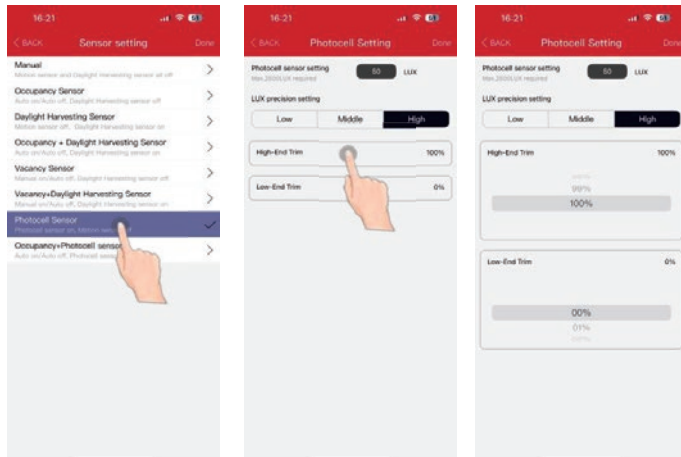 16:21
63
< BACK
Sensor setting
Done
Manual
Motion sensor and Daylight Harvesting sensor all off
Occupancy Sensor
Auto on/Auto off, Daylight Harvesting sensor off
Daylight Harvesting Sensor
Motion sensor off, Daylight Harvesting sensor on
Occupancy + Daylight Harvesting Sensor
Auto on/Auto off, Daylight Harvesting sensor on
Vacancy Sensor
Manual on/Auto off, Daylight Harvesting sensor off
Vacancy+Daylight Harvesting Sensor
Manual on/Auto off, Daylight Harvesting sensor on
Photocell Sensor
Photocell sensor on, Motion
Occupancy+Photocell sensor
Auto on/Auto off, Photocell
16:21
63
< BACK
Photocell Setting
Done
Photocell sensor setting
50
LUX
LUX precision setting
Low
Middle
High
High-End Trim
100%
Low-End Trim
0%
16:21
63
< BACK
Photocell Setting
Done
Photocell sensor setting
50
LUX
LUX precision setting
Low
Middle
High
High-End Trim
100%
99%
100%
Low-End Trim
0%
00%
01%